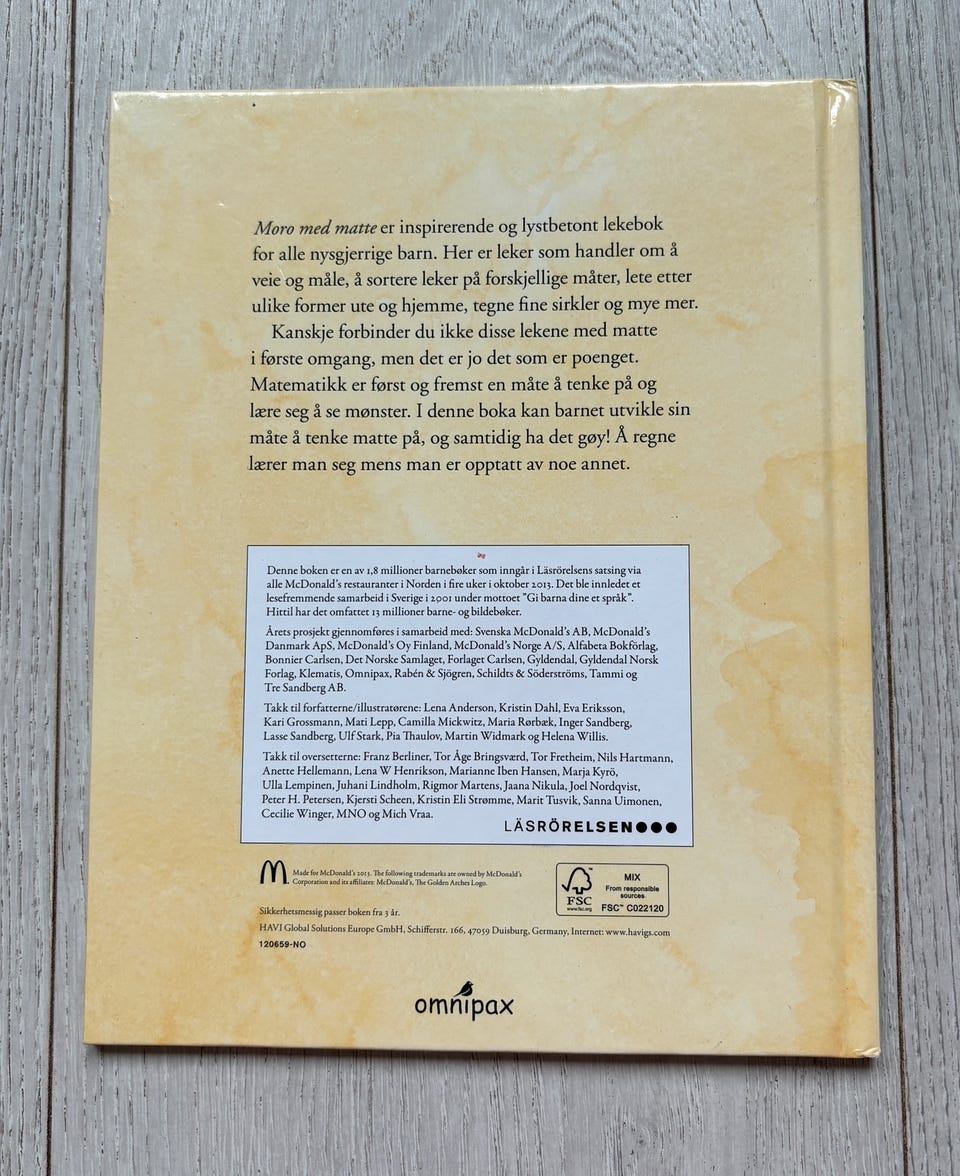 Moro med matte er inspirerende og lystbetont lekebok
for alle nysgjerrige barn. Her er leker som handler om å
veie og måle, å sortere leker på forskjellige måter, lete etter
ulike former ute og hjemme, tegne fine sirkler og mye mer.
Kanskje forbinder du ikke disse lekene med matte
i første omgang, men det er jo det som er poenget.
Matematikk er først og fremst en måte å tenke på og
lære seg å se mønster. I denne boka kan barnet utvikle sin
måte å tenke matte på, og samtidig ha det gøy! Å regne
lærer man seg mens man er opptatt av noe annet.
Denne boken er en av 1,8 millioner barnebøker som inngår i Läsrörelsens satsing via
alle McDonald's restauranter i Norden i fire uker i oktober 2013. Det ble innledet et
lesefremmende samarbeid i Sverige i 2001 under mottoet "Gi barna dine et språk".
Hittil har det omfattet 13 millioner barne- og bildebøker.
Årets prosjekt gjennomføres i samarbeid med: Svenska McDonald's AB, McDonald's
Danmark ApS, McDonald's Oy Finland, McDonald's Norge A/S, Alfabeta Bokförlag,
Bonnier Carlsen, Det Norske Samlaget, Forlaget Carlsen, Gyldendal, Gyldendal Norsk
Forlag, Klematis, Omnipax, Rabén & Sjögren, Schildts & Söderströms, Tammi og
Tre Sandberg AB.
Takk til forfatterne/illustratørene: Lena Anderson, Kristin Dahl, Eva Eriksson,
Kari Grossmann, Mati Lepp, Camilla Mickwitz, Maria Rørbæk, Inger Sandberg,
Lasse Sandberg, Ulf Stark, Pia Thaulov, Martin Widmark og Helena Willis.
Takk til oversetterne: Franz Berliner, Tor Åge Bringsværd, Tor Fretheim, Nils Hartmann,
Anette Hellemann, Lena W Henrikson, Marianne Iben Hansen, Marja Kyrö,
Ulla Lempinen, Juhani Lindholm, Rigmor Martens, Jaana Nikula, Joel Nordqvist,
Peter H. Petersen, Kjersti Scheen, Kristin Eli Strømme, Marit Tusvik, Sanna Uimonen,
Cecilie Winger, MNO og Mich Vraa.
LÄSRÖRELSEN●●●
Made for McDonald's 2013. The following trademarks are owned by McDonald's
Corporation and its affiliates: McDonald's, The Golden Arches Logo.
FSC
www.fsc.org
MIX
From responsible
sources
FSC™ C022120
Sikkerhetsmessig passer boken fra 3 år.
HAVI Global Solutions Europe GmbH, Schifferstr. 166, 47059 Duisburg, Germany, Internet: www.havigs.com
120659-NO
omnipax